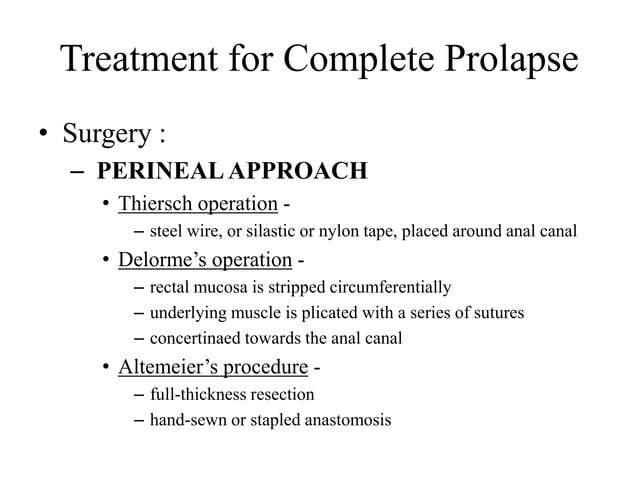 Treatment for Complete Prolapse
• Surgery :
– PERINEAL APPROACH
• Thiersch operation -
– steel wire, or silastic or nylon tape, placed around anal canal
• Delorme’s operation -
– rectal mucosa is stripped circumferentially
– underlying muscle is plicated with a series of sutures
– concertinaed towards the anal canal
• Altemeier’s procedure -
– full-thickness resection
– hand-sewn or stapled anastomosis